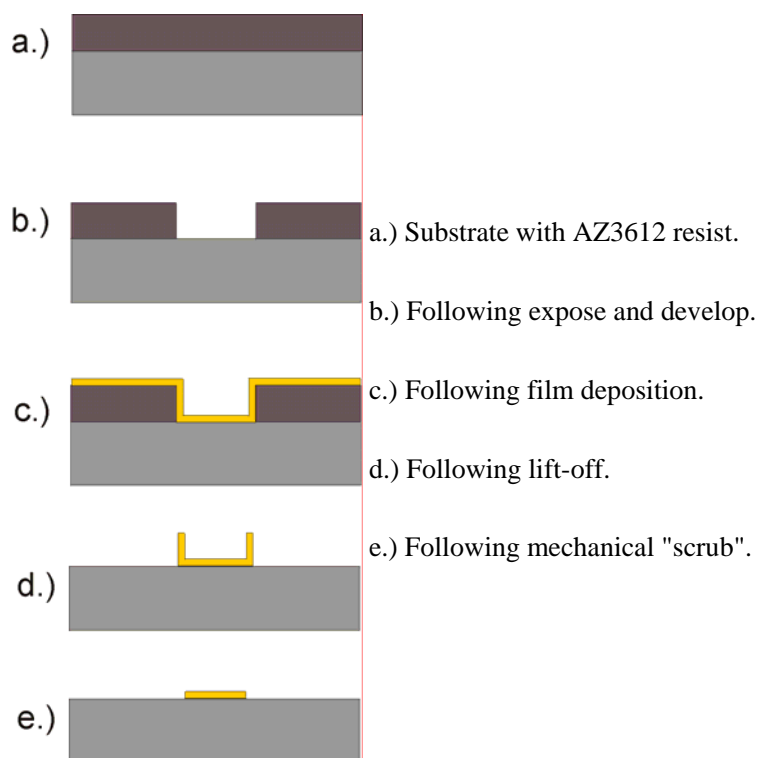 a.)
b.)
c.)
d.)
e.)
a.) Substrate with AZ3612 resist.
b.) Following expose and develop.
c.) Following film deposition.
d.) Following lift-off.
e.) Following mechanical "scrub".